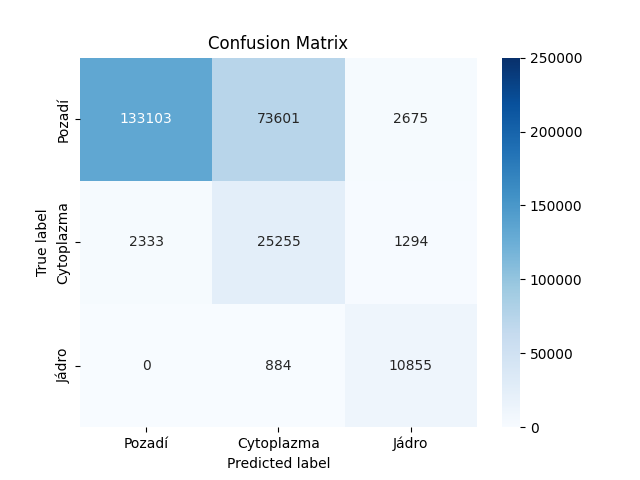 Confusion Matrix
True label
Pozadí
133103 73601 2675
Cytoplazma
2333 25255 1294
Jádro
0 884 10855
Pozadí Cytoplazma Jádro
Predicted label
250000
200000
150000
100000
50000
0